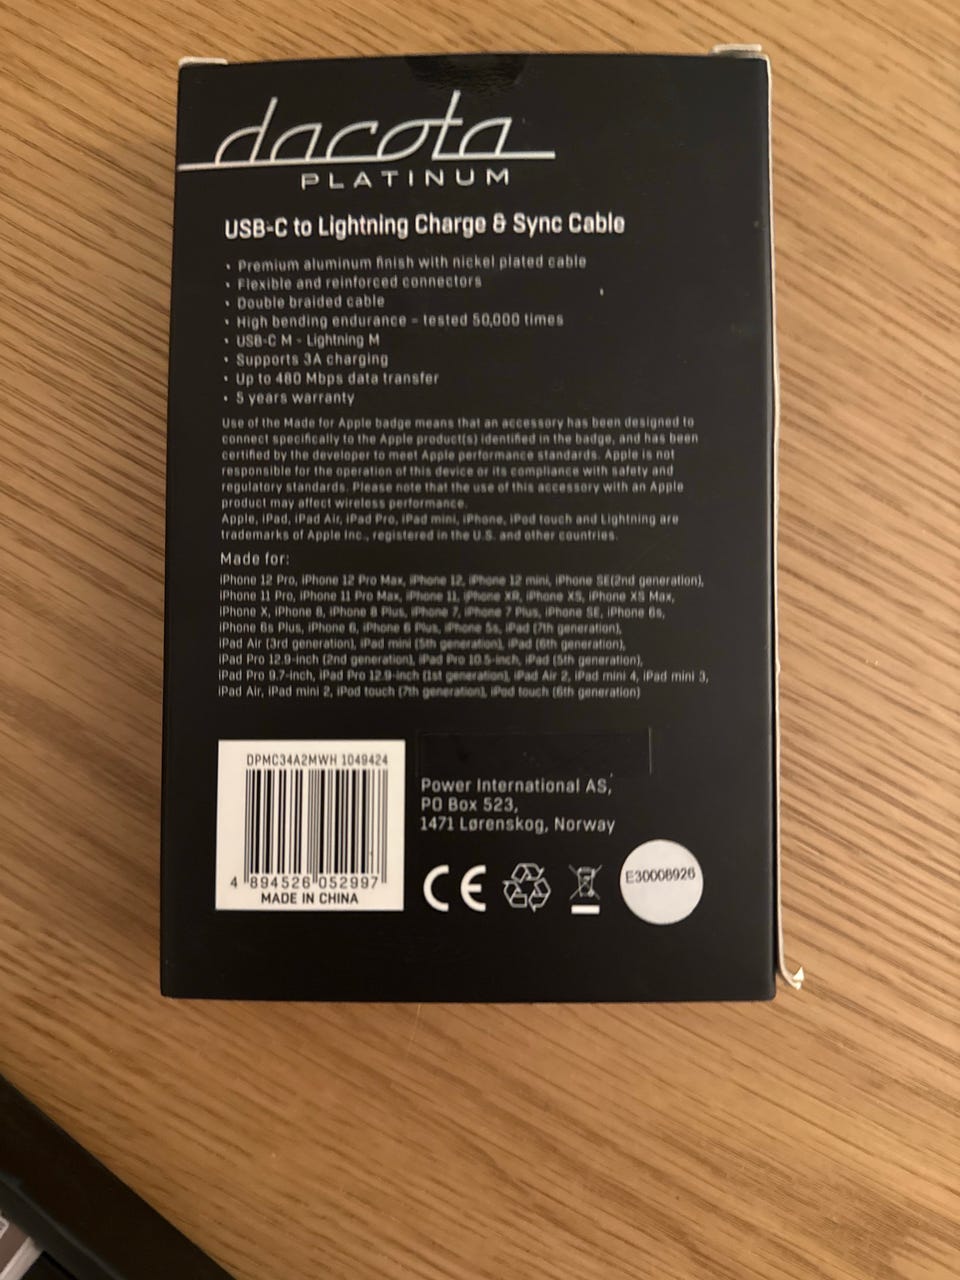 dacota
PLATINUM
USB-C to Lightning Charge & Sync Cable
• Premium aluminum finish with nickel plated cable
• Flexible and reinforced connectors
• Double braided cable
• High bending endurance - tested 50,000 times
• USB-C M - Lightning M
• Supports 3A charging
• Up to 480 Mbps data transfer
• 5 years warranty
Use of the Made for Apple badge means that an accessory has been designed to
connect specifically to the Apple product(s) identified in the badge, and has been
certified by the developer to meet Apple performance standards. Apple is not
responsible for the operation of this device or its compliance with safety and
regulatory standards. Please note that the use of this accessory with an Apple
product may affect wireless performance.
Apple, iPad, iPad Air, iPad Pro, iPad mini, iPhone, iPod touch and Lightning are
trademarks of Apple Inc., registered in the U.S. and other countries.
Made for:
iPhone 12 Pro, iPhone 12 Pro Max, iPhone 12, iPhone 12 mini, iPhone SE(2nd generation),
iPhone 11 Pro, iPhone 11 Pro Max, iPhone 11, iPhone XR, iPhone XS, iPhone XS Max,
iPhone X, iPhone 8, iPhone 8 Plus, iPhone 7, iPhone 7 Plus, iPhone SE, iPhone 6s,
iPhone 6s Plus, iPhone 6, iPhone 6 Plus, iPhone 5s, iPad (7th generation),
iPad Air (3rd generation), iPad mini (5th generation), iPad (6th generation),
iPad Pro 12.9-inch (2nd generation), iPad Pro 10.5-inch, iPad (5th generation),
iPad Pro 9.7-inch, iPad Pro 12.9-inch (1st generation), iPad Air 2, iPad mini 4, iPad mini 3,
iPad Air, iPad mini 2, iPod touch (7th generation), iPod touch (6th generation)
DPMC34A2MWH 1049424
4 894526 052997
MADE IN CHINA
Power International AS,
PO Box 523,
1471 Lørenskog, Norway
CE
E30008926